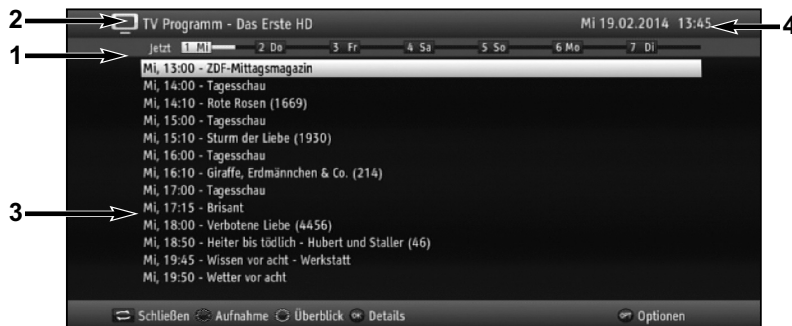 2
TV Programm - Das Erste HD
Mi 19.02.2014 13:45
4
1
Jetzt 1 Mi 2 Do 3 Fr 4 Sa 5 So 6 Mo 7 Di
Mi, 13:00 - ZDF-Mittagsmagazin
Mi, 14:00 - Tagesschau
Mi, 14:10 - Rote Rosen (1669)
Mi, 15:00 - Tagesschau
Mi, 15:10 - Sturm der Liebe (1930)
Mi, 16:00 - Tagesschau
Mi, 16:10 - Giraffe, Erdmännchen & Co. (214)
Mi, 17:00 - Tagesschau
3
Mi, 17:15 - Brisant
Mi, 18:00 - Verbotene Liebe (4456)
Mi, 18:50 - Heiter bis tödlich - Hubert und Staller (46)
Mi, 19:45 - Wissen vor acht - Werkstatt
Mi, 19:50 - Wetter vor acht
Schließen Aufnahme Überblick OK Details OPT Optionen